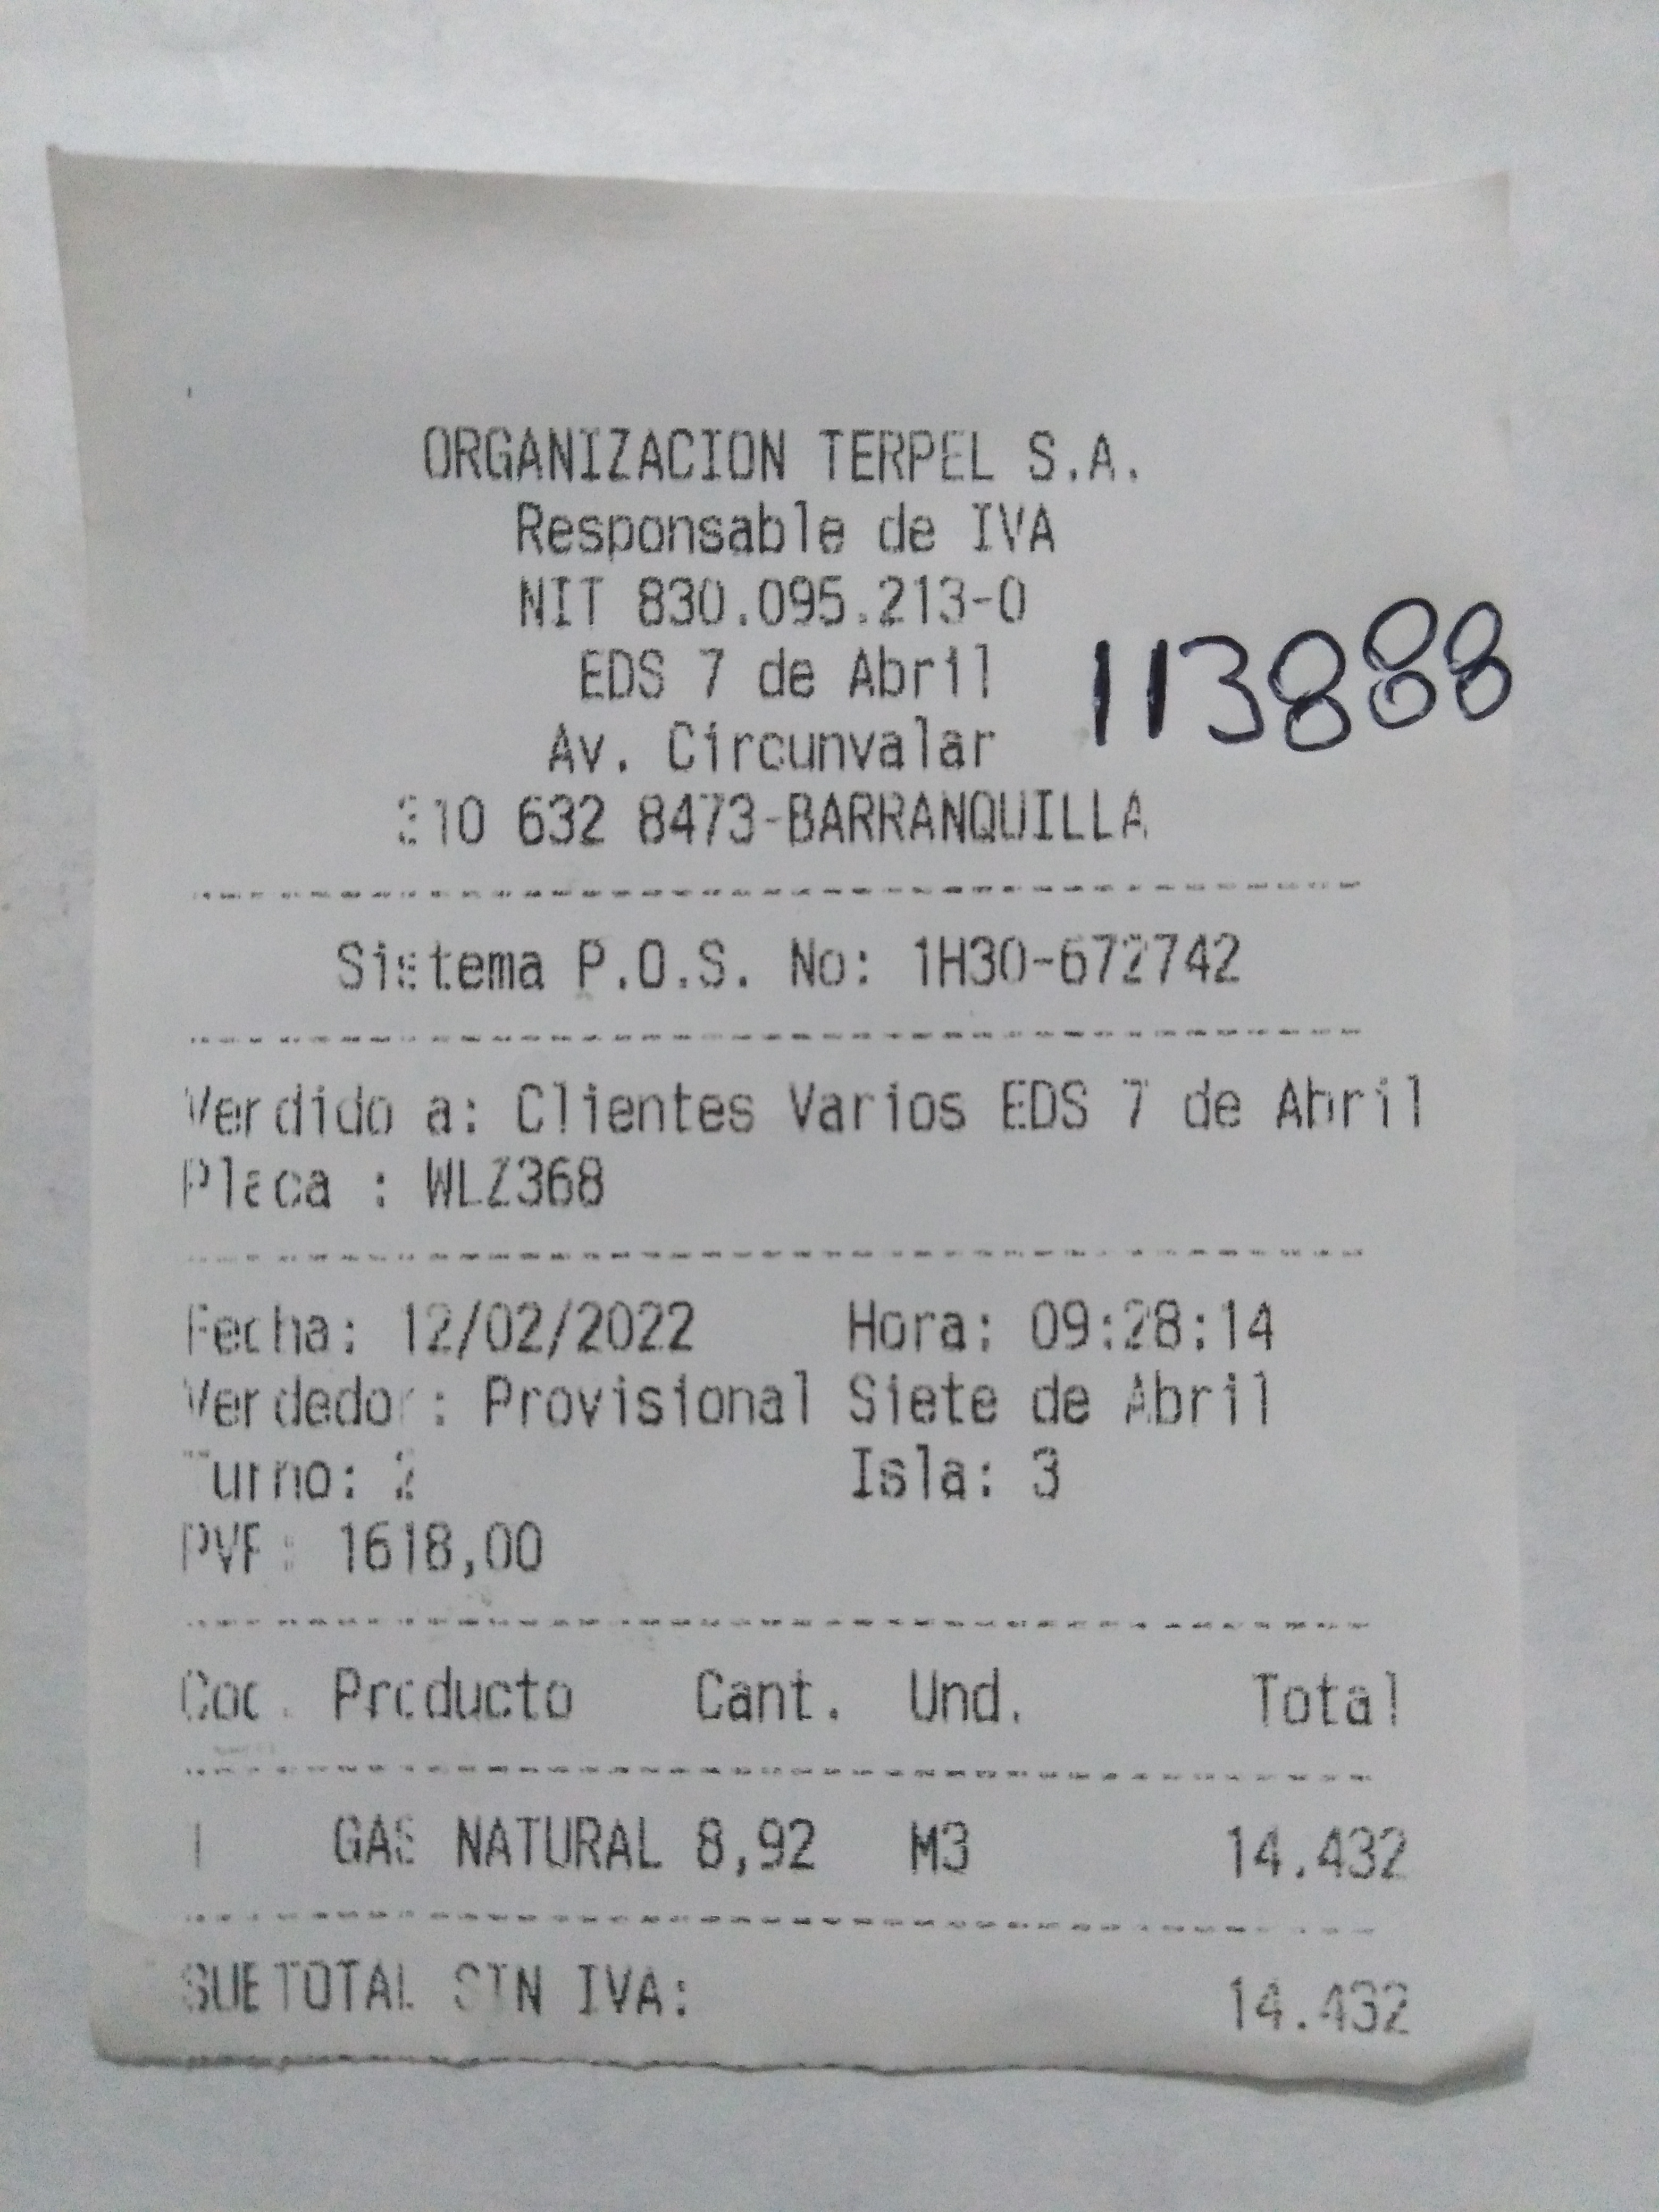 ORGANIZACION TERPEL S.A.
Responsable de IVA
NIT 830.095.213-0
EDS 7 de Abril
113888
Av. Circunvalar
310 632 8473-BARRANQUILLA
Sistema P.O.S. No: 1H30-672742
Vendido a: Clientes Varios EDS 7 de Abril
Placa : WLZ368
Fecha: 12/02/2022 Hora: 09:28:14
Vendedor: Provisional Siete de Abril
Turno: 2 Isla: 3
PVP: 1618,00
Cod. Producto Cant. Und. Total
1 GAS NATURAL 8,92 M3 14.432
SUBTOTAL SIN IVA: 14.432